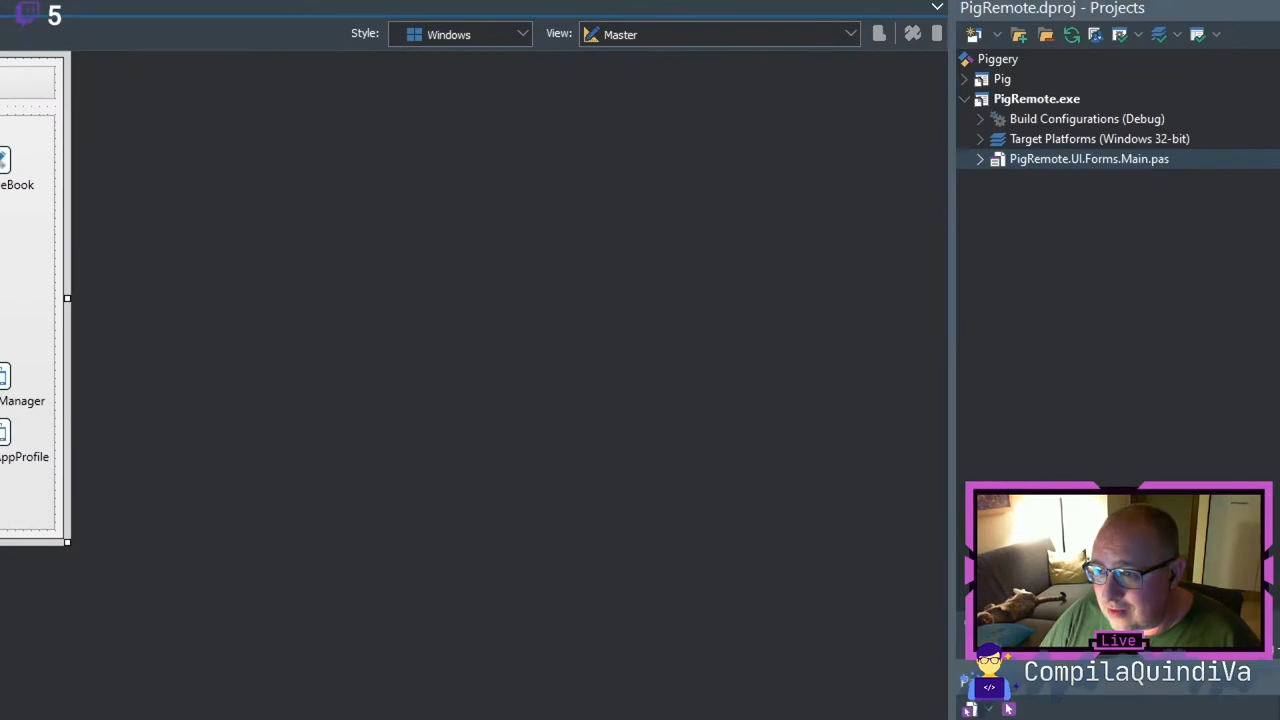 5
PigRemote.dproj - Projects
Style:
Windows
View:
Master
Piggery
Pig
PigRemote.exe
Build Configurations (Debug)
Target Platforms (Windows 32-bit)
PigRemote.UI.Forms.Main.pas
eBook
Manager
AppProfile
Live
</>
CompilaQuindiVa